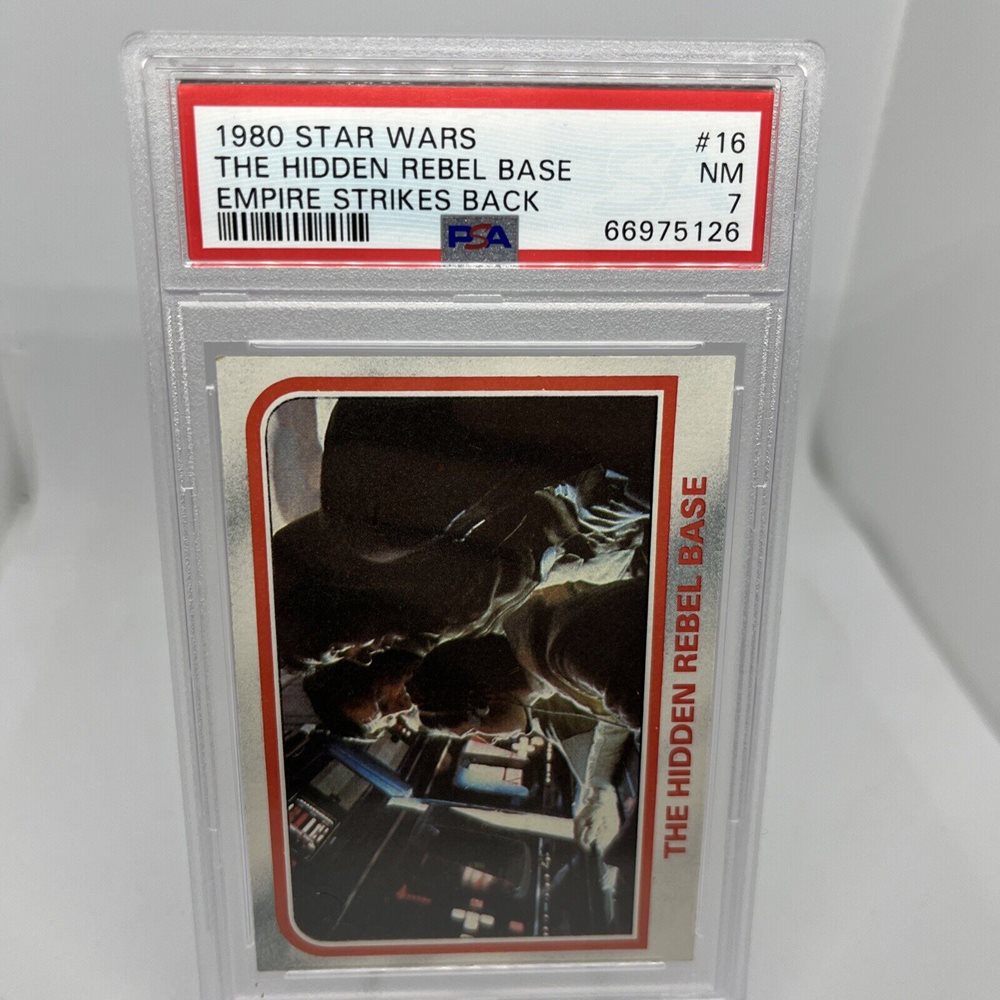 1980 STAR WARS #16
THE HIDDEN REBEL BASE NM
EMPIRE STRIKES BACK 7
PSA 66975126
THE HIDDEN REBEL BASE